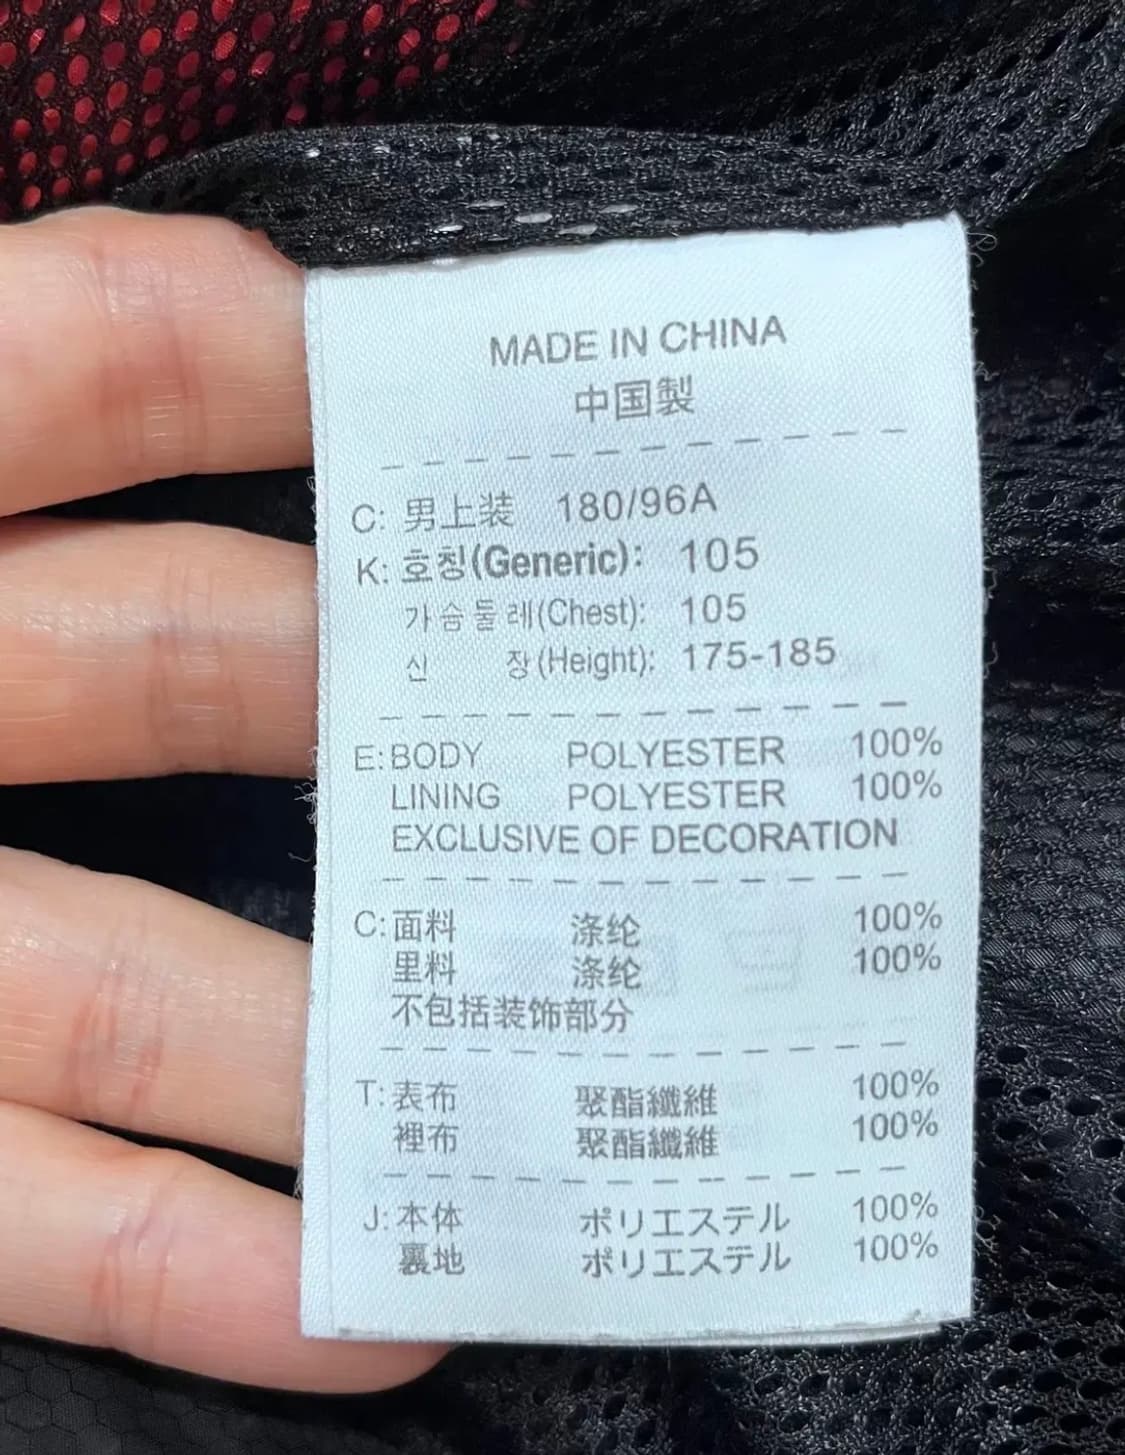 MADE IN CHINA
中国製
C: 男上装 180/96A
K: 호칭(Generic): 105
가슴둘레(Chest): 105
신 장(Height): 175-185
E: BODY POLYESTER 100%
LINING POLYESTER 100%
EXCLUSIVE OF DECORATION
C: 面料 涤纶 100%
里料 涤纶 100%
不包括装饰部分
T: 表布 聚酯纖維 100%
裡布 聚酯纖維 100%
J: 本体 ポリエステル 100%
裏地 ポリエステル 100%